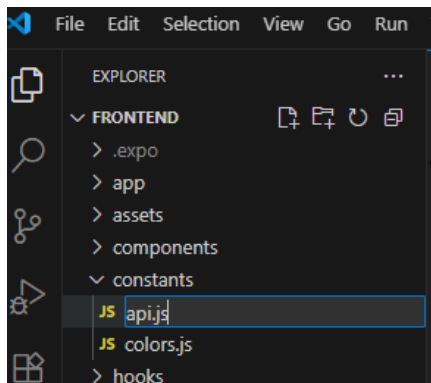 File Edit Selection View Go Run
EXPLORER
FRONTEND
.expo
app
assets
components
constants
JS api.js
JS colors.js
hooks